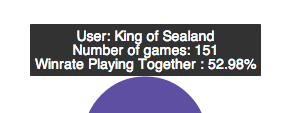 User: King of Sealand
Number of games: 151
Winrate Playing Together : 52.98%